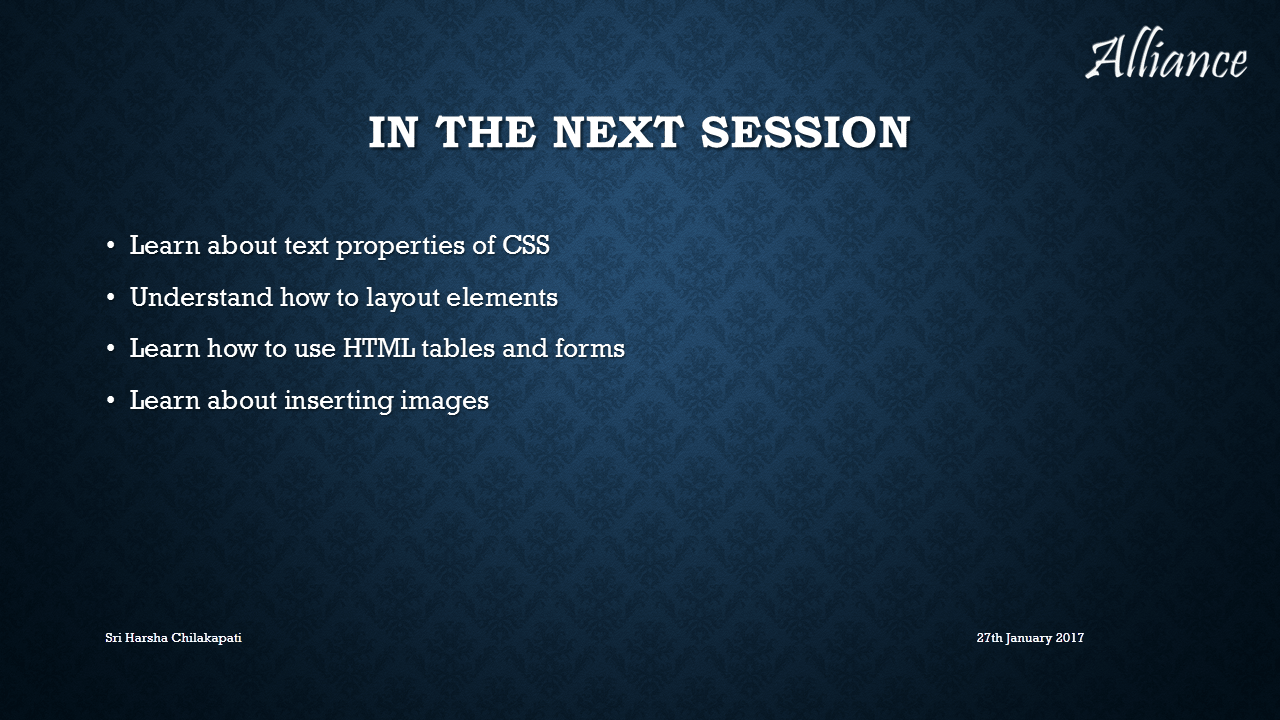 Alliance
IN THE NEXT SESSION
• Learn about text properties of CSS
• Understand how to layout elements
• Learn how to use HTML tables and forms
• Learn about inserting images
Sri Harsha Chilakapati
27th January 2017